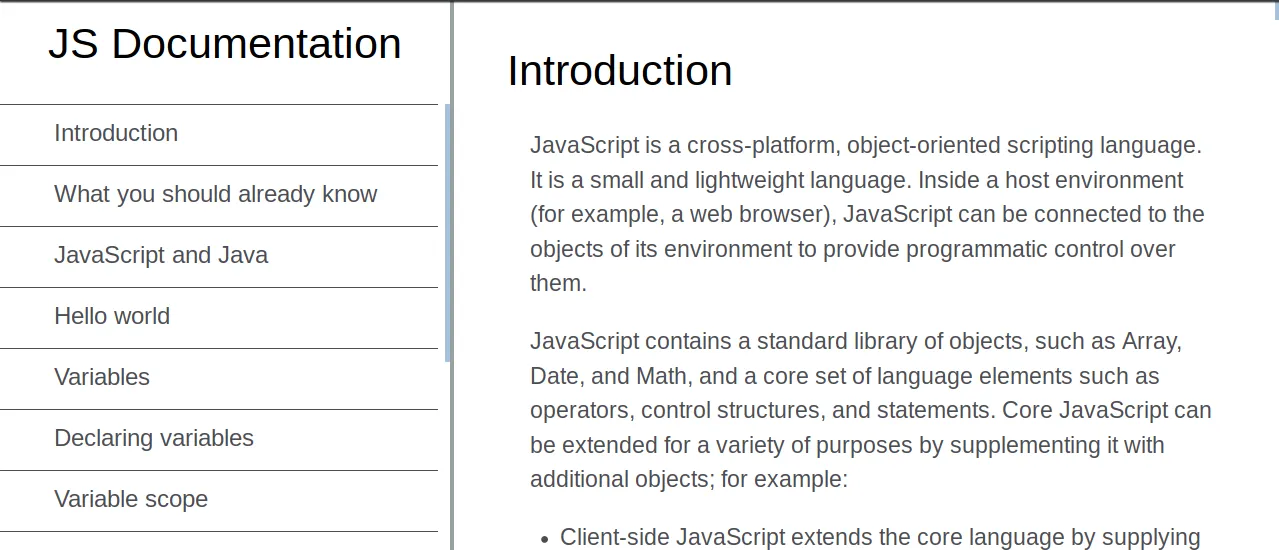 JS Documentation
Introduction
What you should already know
JavaScript and Java
Hello world
Variables
Declaring variables
Variable scope
Introduction
JavaScript is a cross-platform, object-oriented scripting language.
It is a small and lightweight language. Inside a host environment
(for example, a web browser), JavaScript can be connected to the
objects of its environment to provide programmatic control over
them.
JavaScript contains a standard library of objects, such as Array,
Date, and Math, and a core set of language elements such as
operators, control structures, and statements. Core JavaScript can
be extended for a variety of purposes by supplementing it with
additional objects; for example:
• Client-side JavaScript extends the core language by supplying